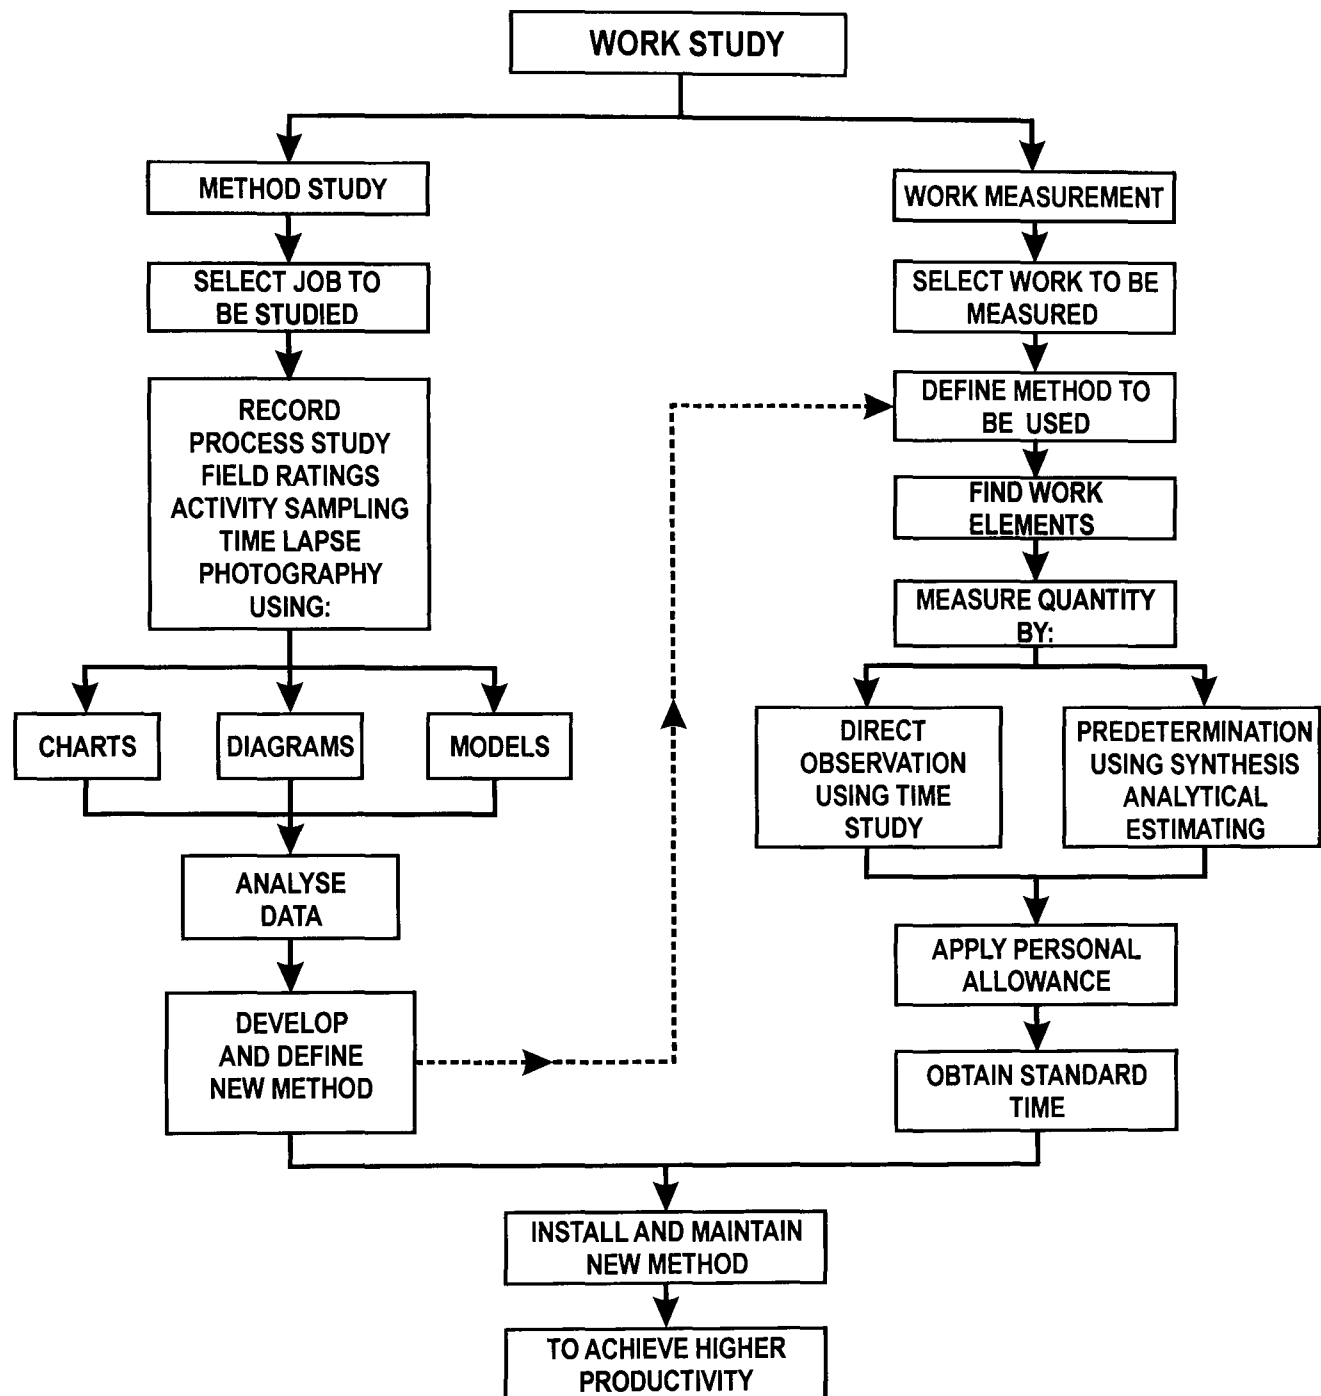 WORK STUDY
METHOD STUDY
SELECT JOB TO
BE STUDIED
RECORD
PROCESS STUDY
FIELD RATINGS
ACTIVITY SAMPLING
TIME LAPSE
PHOTOGRAPHY
USING:
CHARTS
DIAGRAMS
MODELS
ANALYSE
DATA
DEVELOP
AND DEFINE
NEW METHOD
WORK MEASUREMENT
SELECT WORK TO BE
MEASURED
DEFINE METHOD TO
BE USED
FIND WORK
ELEMENTS
MEASURE QUANTITY
BY:
DIRECT
OBSERVATION
USING TIME
STUDY
PREDETERMINATION
USING SYNTHESIS
ANALYTICAL
ESTIMATING
APPLY PERSONAL
ALLOWANCE
OBTAIN STANDARD
TIME
INSTALL AND MAINTAIN
NEW METHOD
TO ACHIEVE HIGHER
PRODUCTIVITY